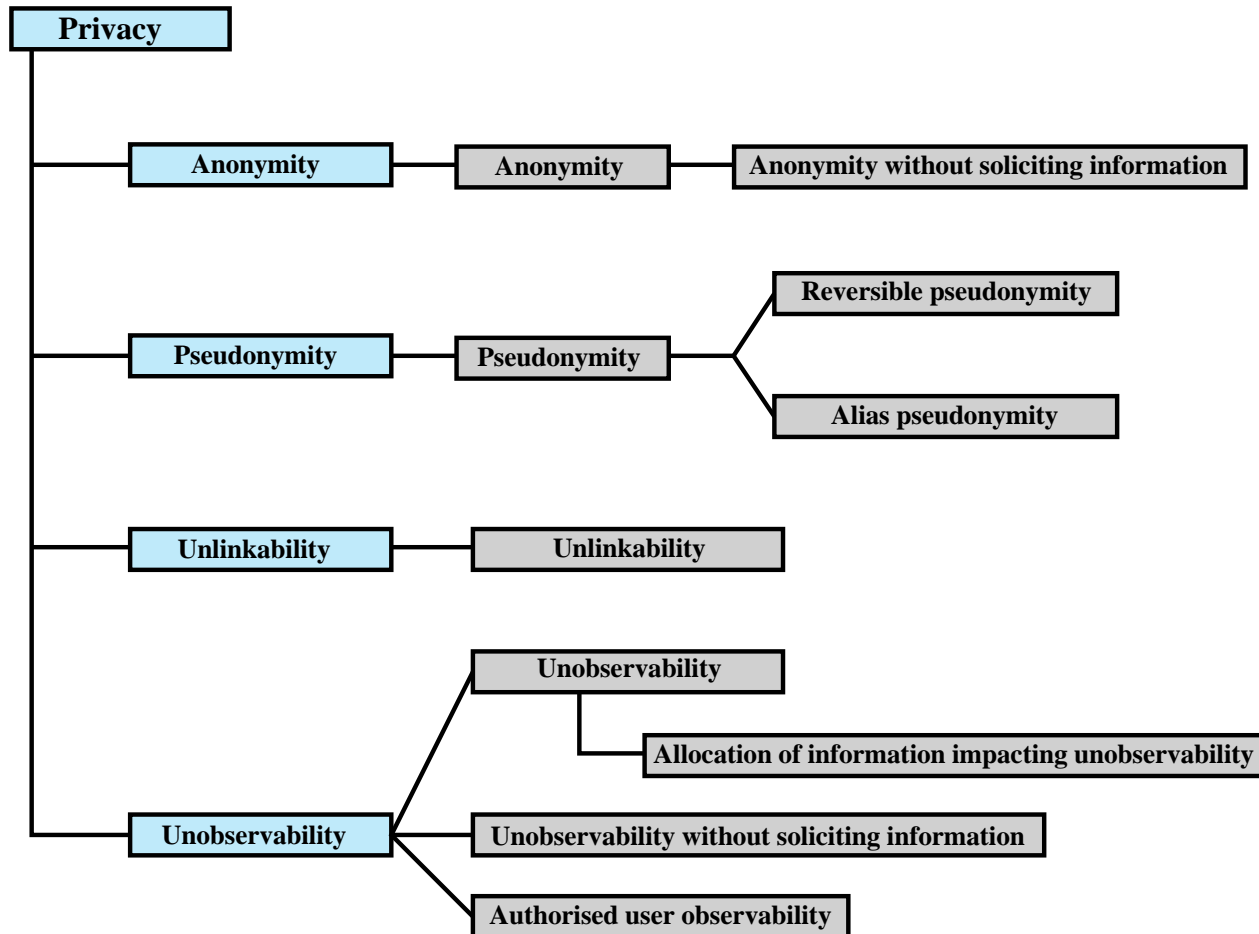 Privacy
Anonymity
Anonymity
Anonymity without soliciting information
Reversible pseudonymity
Pseudonymity
Pseudonymity
Alias pseudonymity
Unlinkability
Unlinkability
Unobservability
Allocation of information impacting unobservability
Unobservability
Unobservability without soliciting information
Authorised user observability